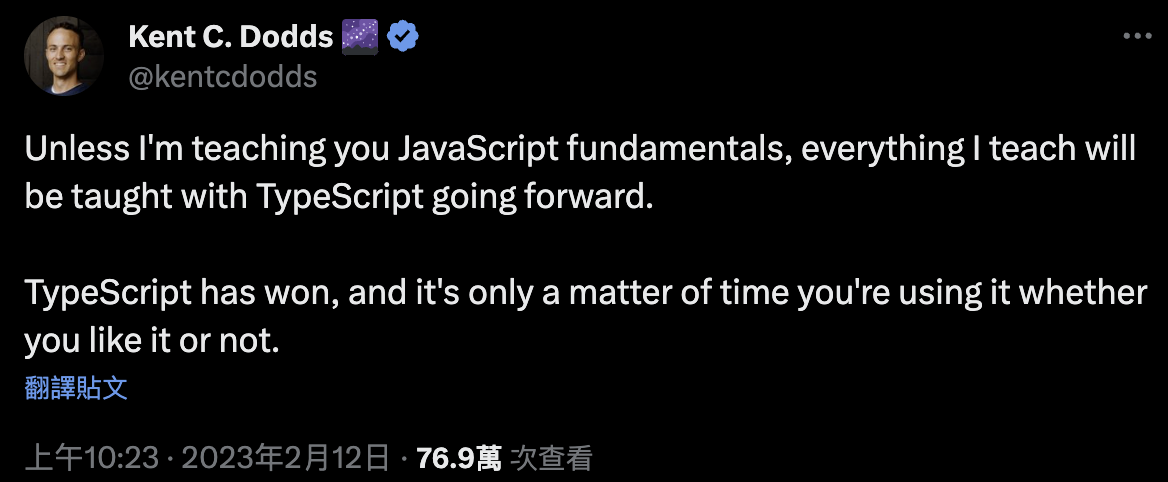 Kent C. Dodds
@kentcdodds
Unless I'm teaching you JavaScript fundamentals, everything I teach will
be taught with TypeScript going forward.
TypeScript has won, and it's only a matter of time you're using it whether
you like it or not.
翻譯貼文
上午10:23 · 2023年2月12日 · 76.9萬 次查看